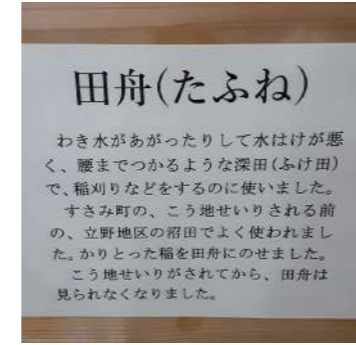 田舟(たふね)
わき水があがったりして水はけが悪
く、腰までつかるような深田(ふけ田)
で、稲刈りなどをするのに使いました。
すさみ町の、こう地せいりされる前
の、立野地区の沼田でよく使われまし
た。かりとった稲を田舟にのせました。
こう地せいりがされてから、田舟は
見られなくなりました。